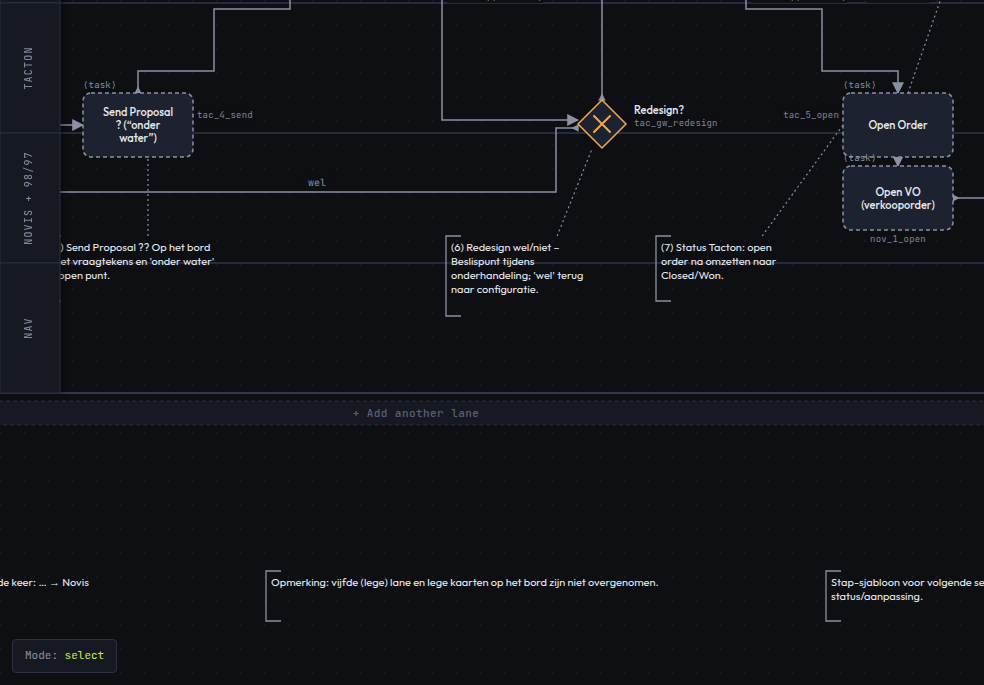 TACTON
(task)
Send Proposal
? ("onder
water")
tac_4_send
Redesign?
tac_gw_redesign
(task)
tac_5_open
Open Order
NOVIS + 98/97
wel
(task)
Open VO
(verkooporder)
nov_1_open
) Send Proposal ?? Op het bord
et vraagtekens en 'onder water'
open punt.
(6) Redesign wel/niet –
Beslispunt tijdens
onderhandeling; 'wel' terug
naar configuratie.
(7) Status Tacton: open
order na omzetten naar
Closed/Won.
NAV
+ Add another lane
de keer: ... → Novis
Opmerking: vijfde (lege) lane en lege kaarten op het bord zijn niet overgenomen.
Stap-sjabloon voor volgende se
status/aanpassing.
Mode: select